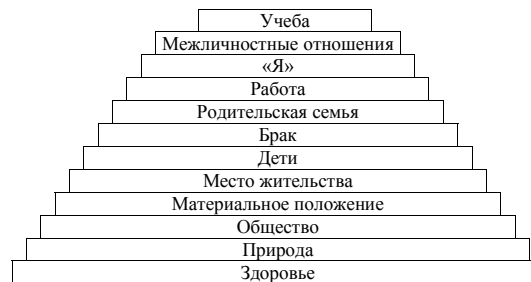 Учеба
Межличностные отношения
«Я»
Работа
Родительская семья
Брак
Дети
Место жительства
Материальное положение
Общество
Природа
Здоровье